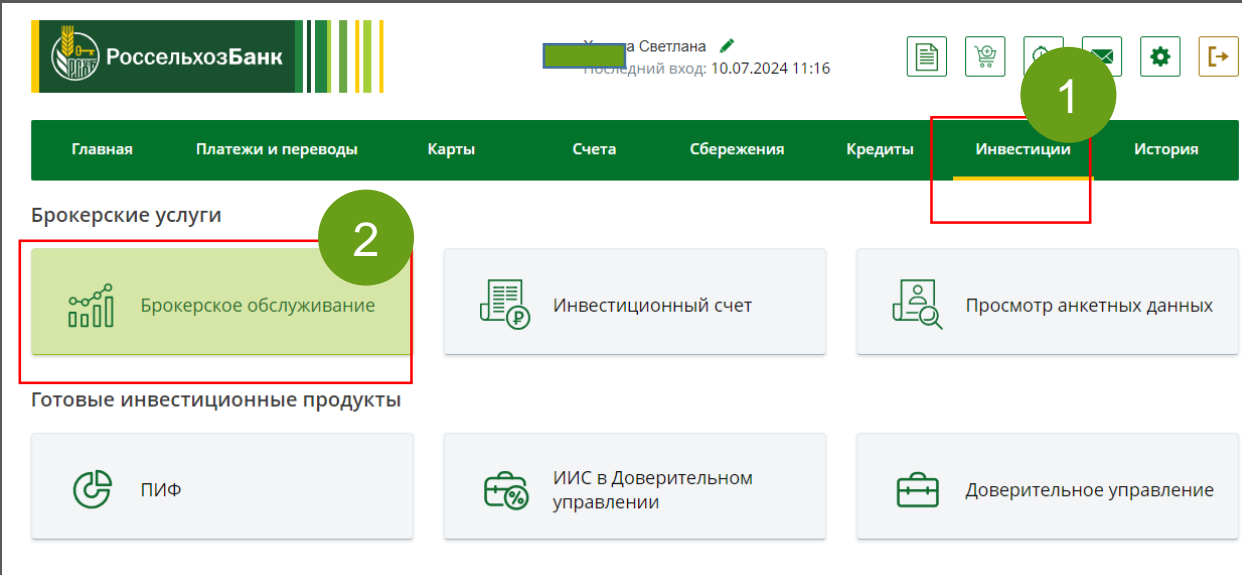 РоссельхозБанк
Светлана
Последний вход: 10.07.2024 11:16
1
Главная Платежи и переводы Карты Счета Сбережения Кредиты Инвестиции История
Брокерские услуги
2
Брокерское обслуживание
Инвестиционный счет
Просмотр анкетных данных
Готовые инвестиционные продукты
ПИФ
ИИС в Доверительном
управлении
Доверительное управление